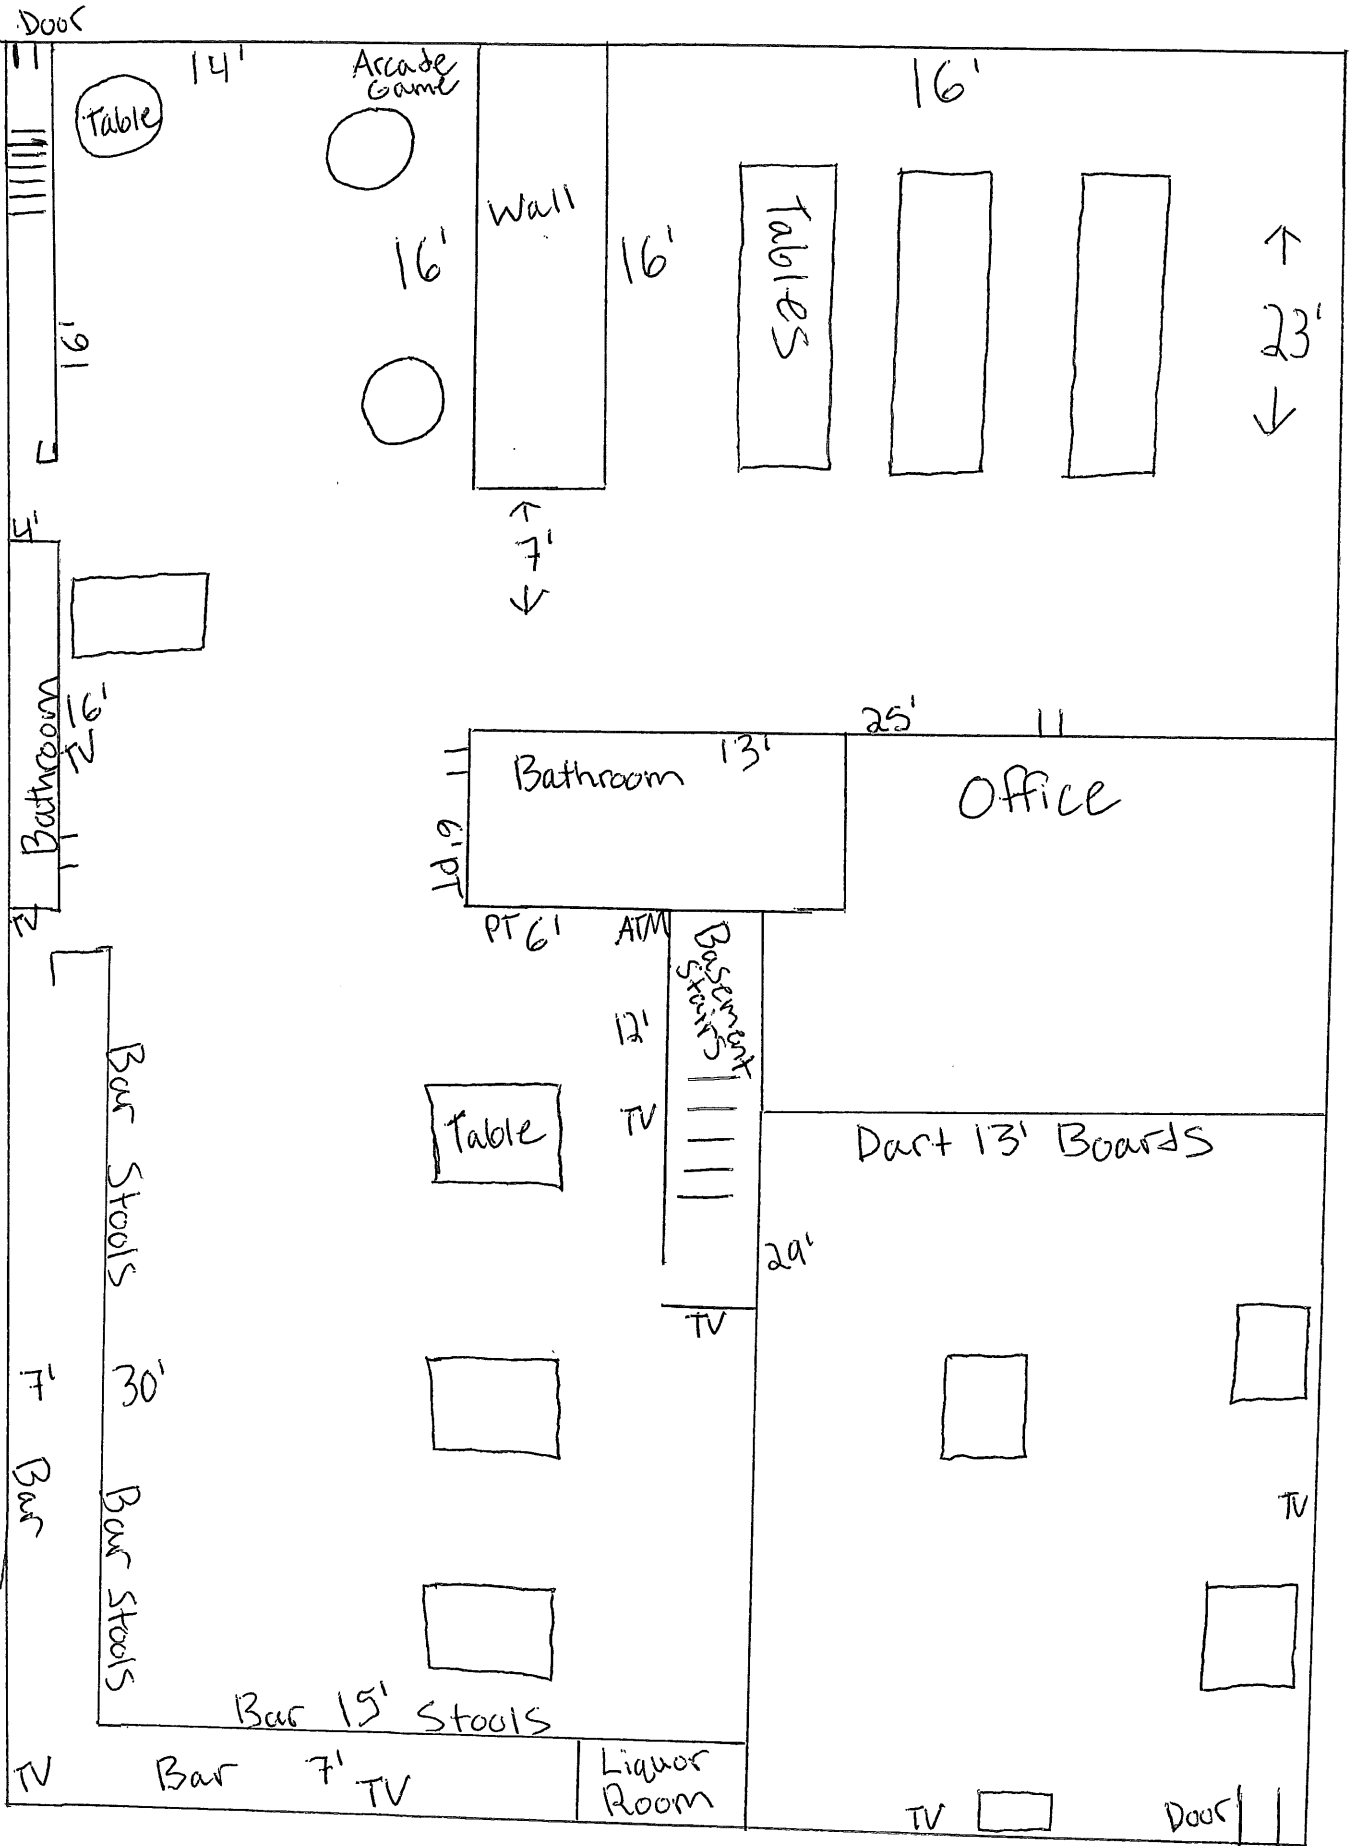 Door
14'
Arcade
Game
16'
Table
Wall
Tables
16'
16'
23'
16'
4'
7'
16'
TV
Bathroom
25'
13'
Bathroom
Office
6' PT
TV
PT 6'
ATM
Basement
Stairs
12'
Bar Stools
TV
Table
Dart 13' Boards
29'
TV
7'
30'
Bar
Bar Stools
TV
Bar 15' Stools
TV
Bar
7'
TV
Liquor
Room
TV
Door